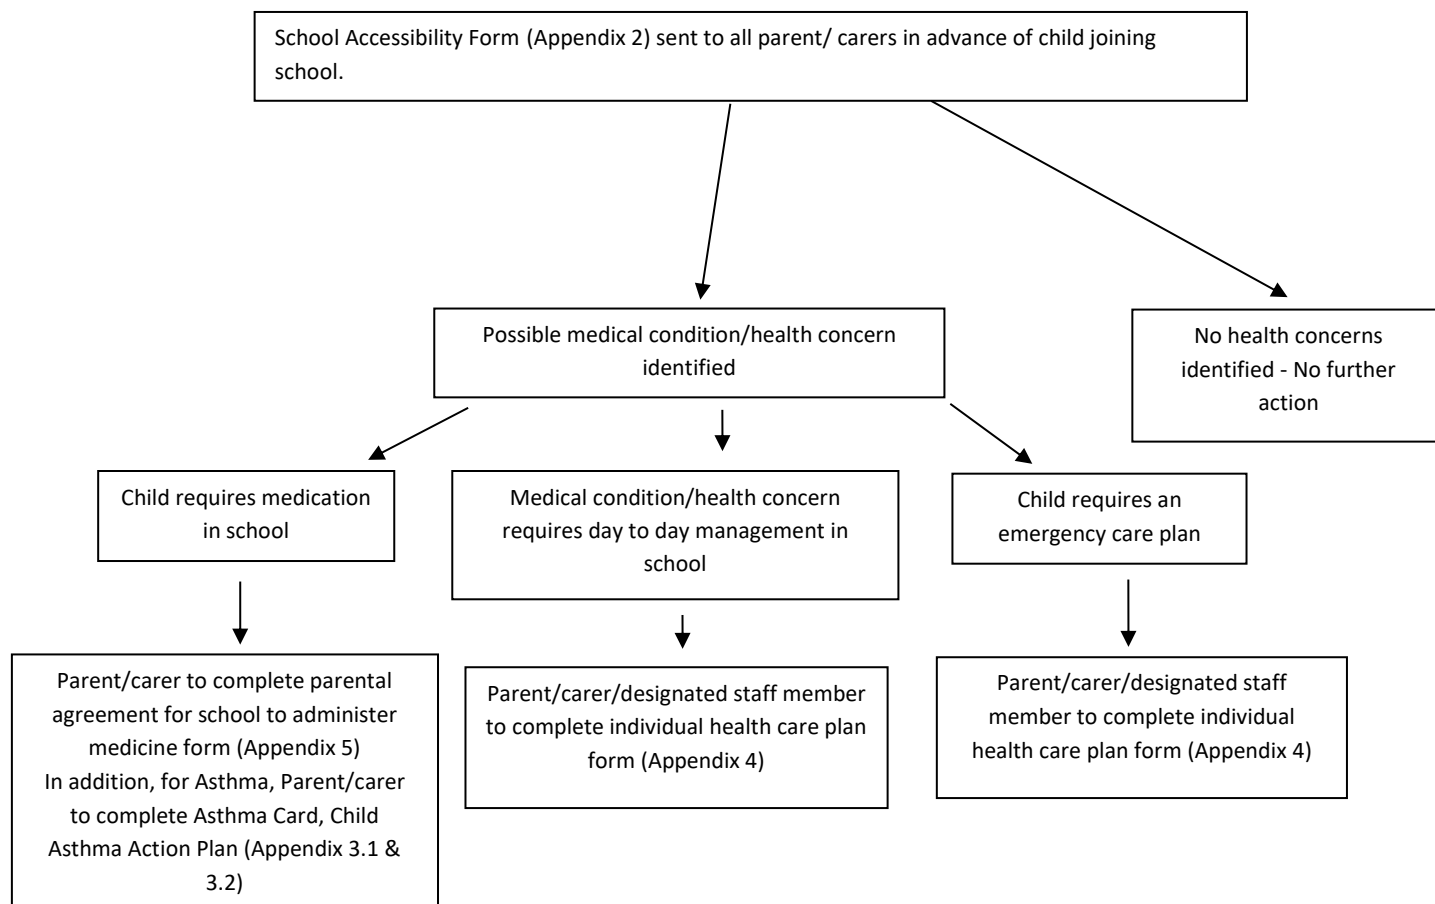 School Accessibility Form (Appendix 2) sent to all parent/ carers in advance of child joining
school.
Possible medical condition/health concern
identified
No health concerns
identified - No further
action
Child requires medication
in school
Medical condition/health concern
requires day to day management in
school
Child requires an
emergency care plan
Parent/carer to complete parental
agreement for school to administer
medicine form (Appendix 5)
In addition, for Asthma, Parent/carer
to complete Asthma Card, Child
Asthma Action Plan (Appendix 3.1 &
3.2)
Parent/carer/designated staff member
to complete individual health care plan
form (Appendix 4)
Parent/carer/designated staff
member to complete individual
health care plan form (Appendix 4)